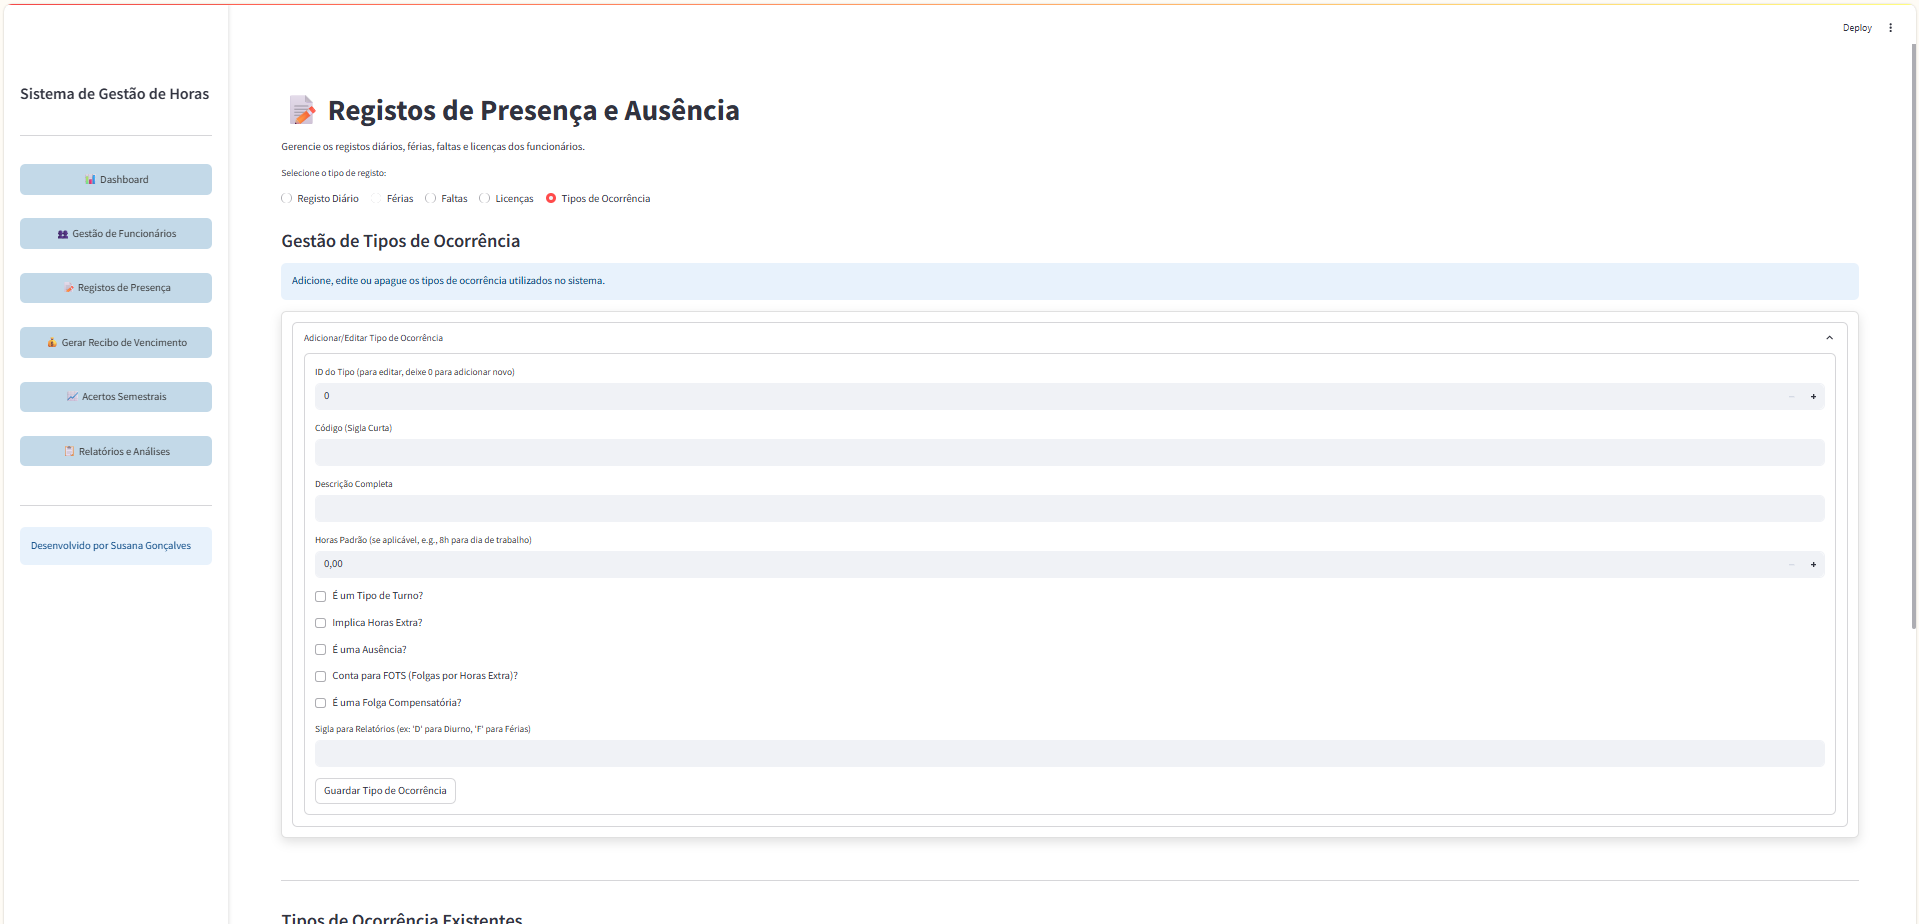 Deploy
Sistema de Gestão de Horas
Dashboard
Gestão de Funcionários
Registos de Presença
Gerar Recibo de Vencimento
Acertos Semestrais
Relatórios e Análises
Desenvolvido por Susana Gonçalves
Registos de Presença e Ausência
Gerencie os registos diários, férias, faltas e licenças dos funcionários.
Selecione o tipo de registo:
Registo Diário Férias Faltas Licenças Tipos de Ocorrência
Gestão de Tipos de Ocorrência
Adicione, edite ou apague os tipos de ocorrência utilizados no sistema.
Adicionar/Editar Tipo de Ocorrência
ID do Tipo (para editar, deixe 0 para adicionar novo)
0
Código (Sigla Curta)
Descrição Completa
Horas Padrão (se aplicável, e.g., 8h para dia de trabalho)
0,00
É um Tipo de Turno?
Implica Horas Extra?
É uma Ausência?
Conta para FOTS (Folgas por Horas Extra)?
É uma Folga Compensatória?
Sigla para Relatórios (ex: 'D' para Diurno, 'F' para Férias)
Guardar Tipo de Ocorrência
Tipos de Ocorrência Existentes